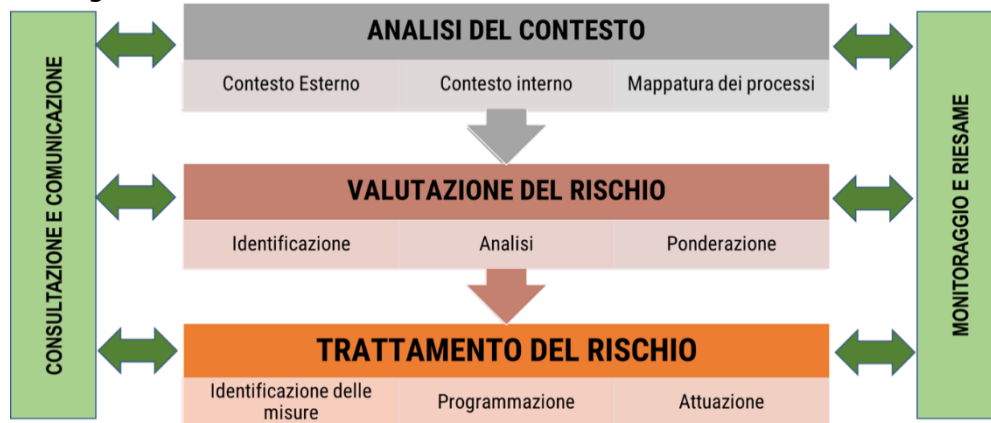 CONSULTAZIONE E COMUNICAZIONE
ANALISI DEL CONTESTO
Contesto Esterno
Contesto interno
Mappatura dei processi
VALUTAZIONE DEL RISCHIO
Identificazione
Analisi
Ponderazione
TRATTAMENTO DEL RISCHIO
Identificazione delle
misure
Programmazione
Attuazione
MONITORAGGIO E RIESAME